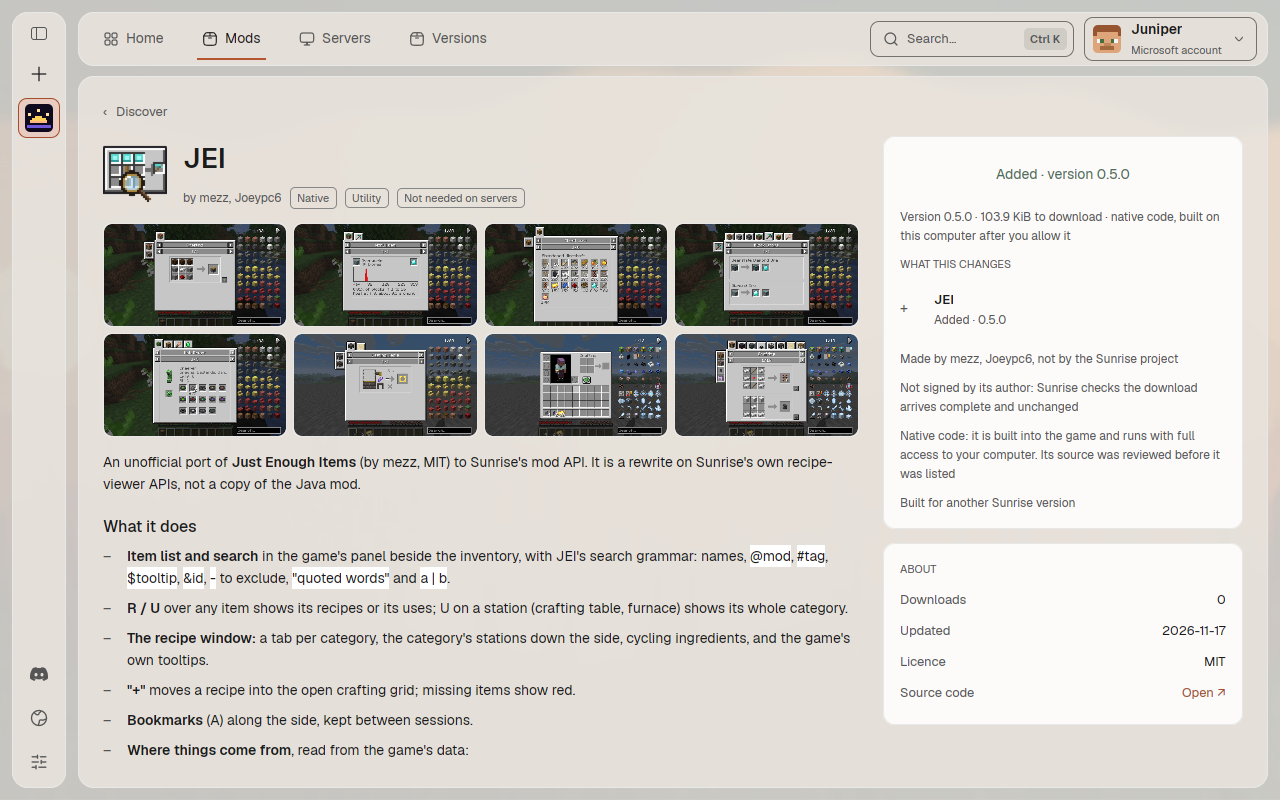 Home
Mods
Servers
Versions
Search...
Ctrl K
Juniper
Microsoft account
‹ Discover
JEI
by mezz, Joeypc6
Native
Utility
Not needed on servers
An unofficial port of Just Enough Items (by mezz, MIT) to Sunrise's mod API. It is a rewrite on Sunrise's own recipe-
viewer APIs, not a copy of the Java mod.
What it does
– Item list and search in the game's panel beside the inventory, with JEI's search grammar: names, @mod, #tag,
$tooltip, &id, - to exclude, "quoted words" and a | b.
– R / U over any item shows its recipes or its uses; U on a station (crafting table, furnace) shows its whole category.
– The recipe window: a tab per category, the category's stations down the side, cycling ingredients, and the game's
own tooltips.
– "+" moves a recipe into the open crafting grid; missing items show red.
– Bookmarks (A) along the side, kept between sessions.
– Where things come from, read from the game's data:
Added · version 0.5.0
Version 0.5.0 · 103.9 KiB to download · native code, built on
this computer after you allow it
WHAT THIS CHANGES
+ JEI
Added · 0.5.0
Made by mezz, Joeypc6, not by the Sunrise project
Not signed by its author: Sunrise checks the download
arrives complete and unchanged
Native code: it is built into the game and runs with full
access to your computer. Its source was reviewed before it
was listed
Built for another Sunrise version
ABOUT
Downloads 0
Updated 2026-11-17
Licence MIT
Source code Open ↗